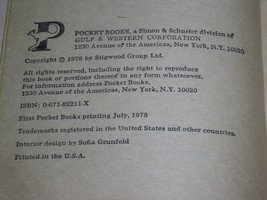 P
POCKET BOOKS, a Simon & Schuster division of
GULF & WESTERN CORPORATION
1230 Avenue of the Americas, New York, N.Y. 10020
Copyright © 1978 by Stigwood Group Ltd.
All rights reserved, including the right to reproduce
this book or portions thereof in any form whatsoever.
For information address Pocket Books,
1230 Avenue of the Americas, New York, N.Y. 10020
ISBN: 0-671-82211-X
First Pocket Books printing July, 1978
Trademarks registered in the United States and other countries.
Interior design by Sofia Grunfeld
Printed in the U.S.A.